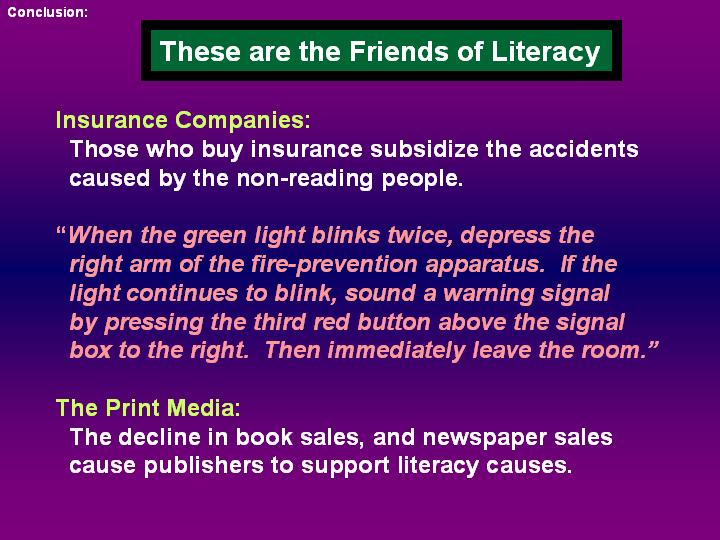 Conclusion:
These are the Friends of Literacy
Insurance Companies:
Those who buy insurance subsidize the accidents
caused by the non-reading people.
“When the green light blinks twice, depress the
right arm of the fire-prevention apparatus.  If the
light continues to blink, sound a warning signal
by pressing the third red button above the signal
box to the right.  Then immediately leave the room.”
The Print Media:
The decline in book sales, and newspaper sales
cause publishers to support literacy causes.